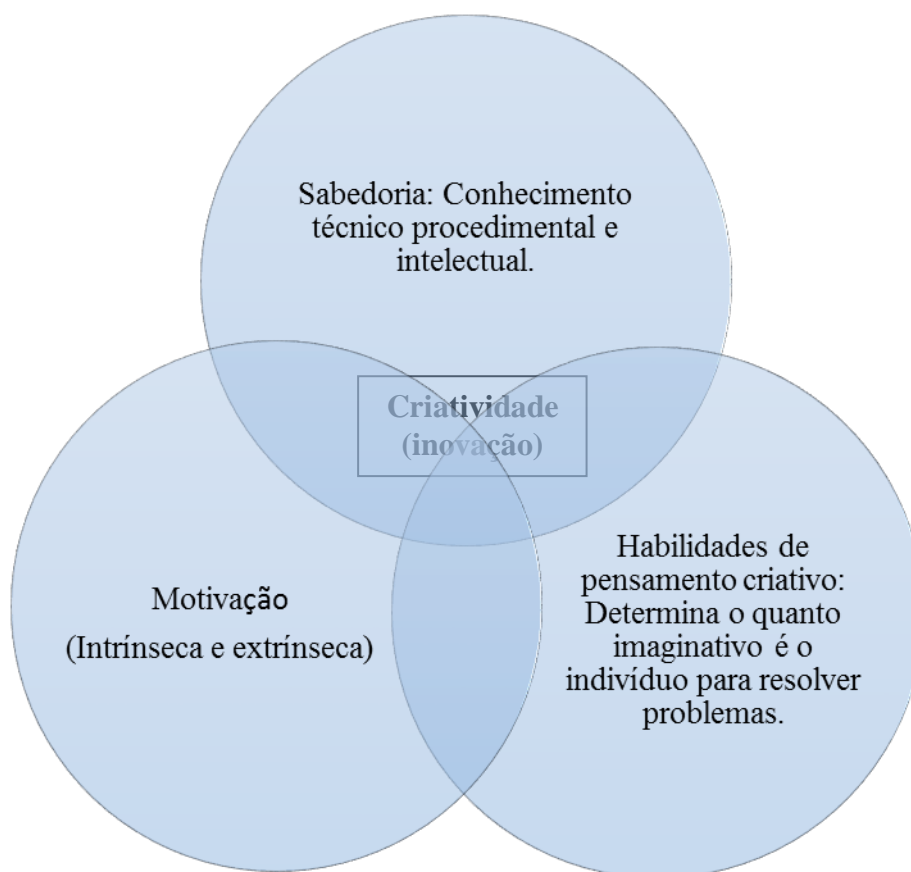 Sabedoria: Conhecimento
técnico procedimental e
intelectual.
Criatividade
(inovação)
Motivação
(Intrínseca e extrínseca)
Habilidades de
pensamento criativo:
Determina o quanto
imaginativo é o
indivíduo para resolver
problemas.